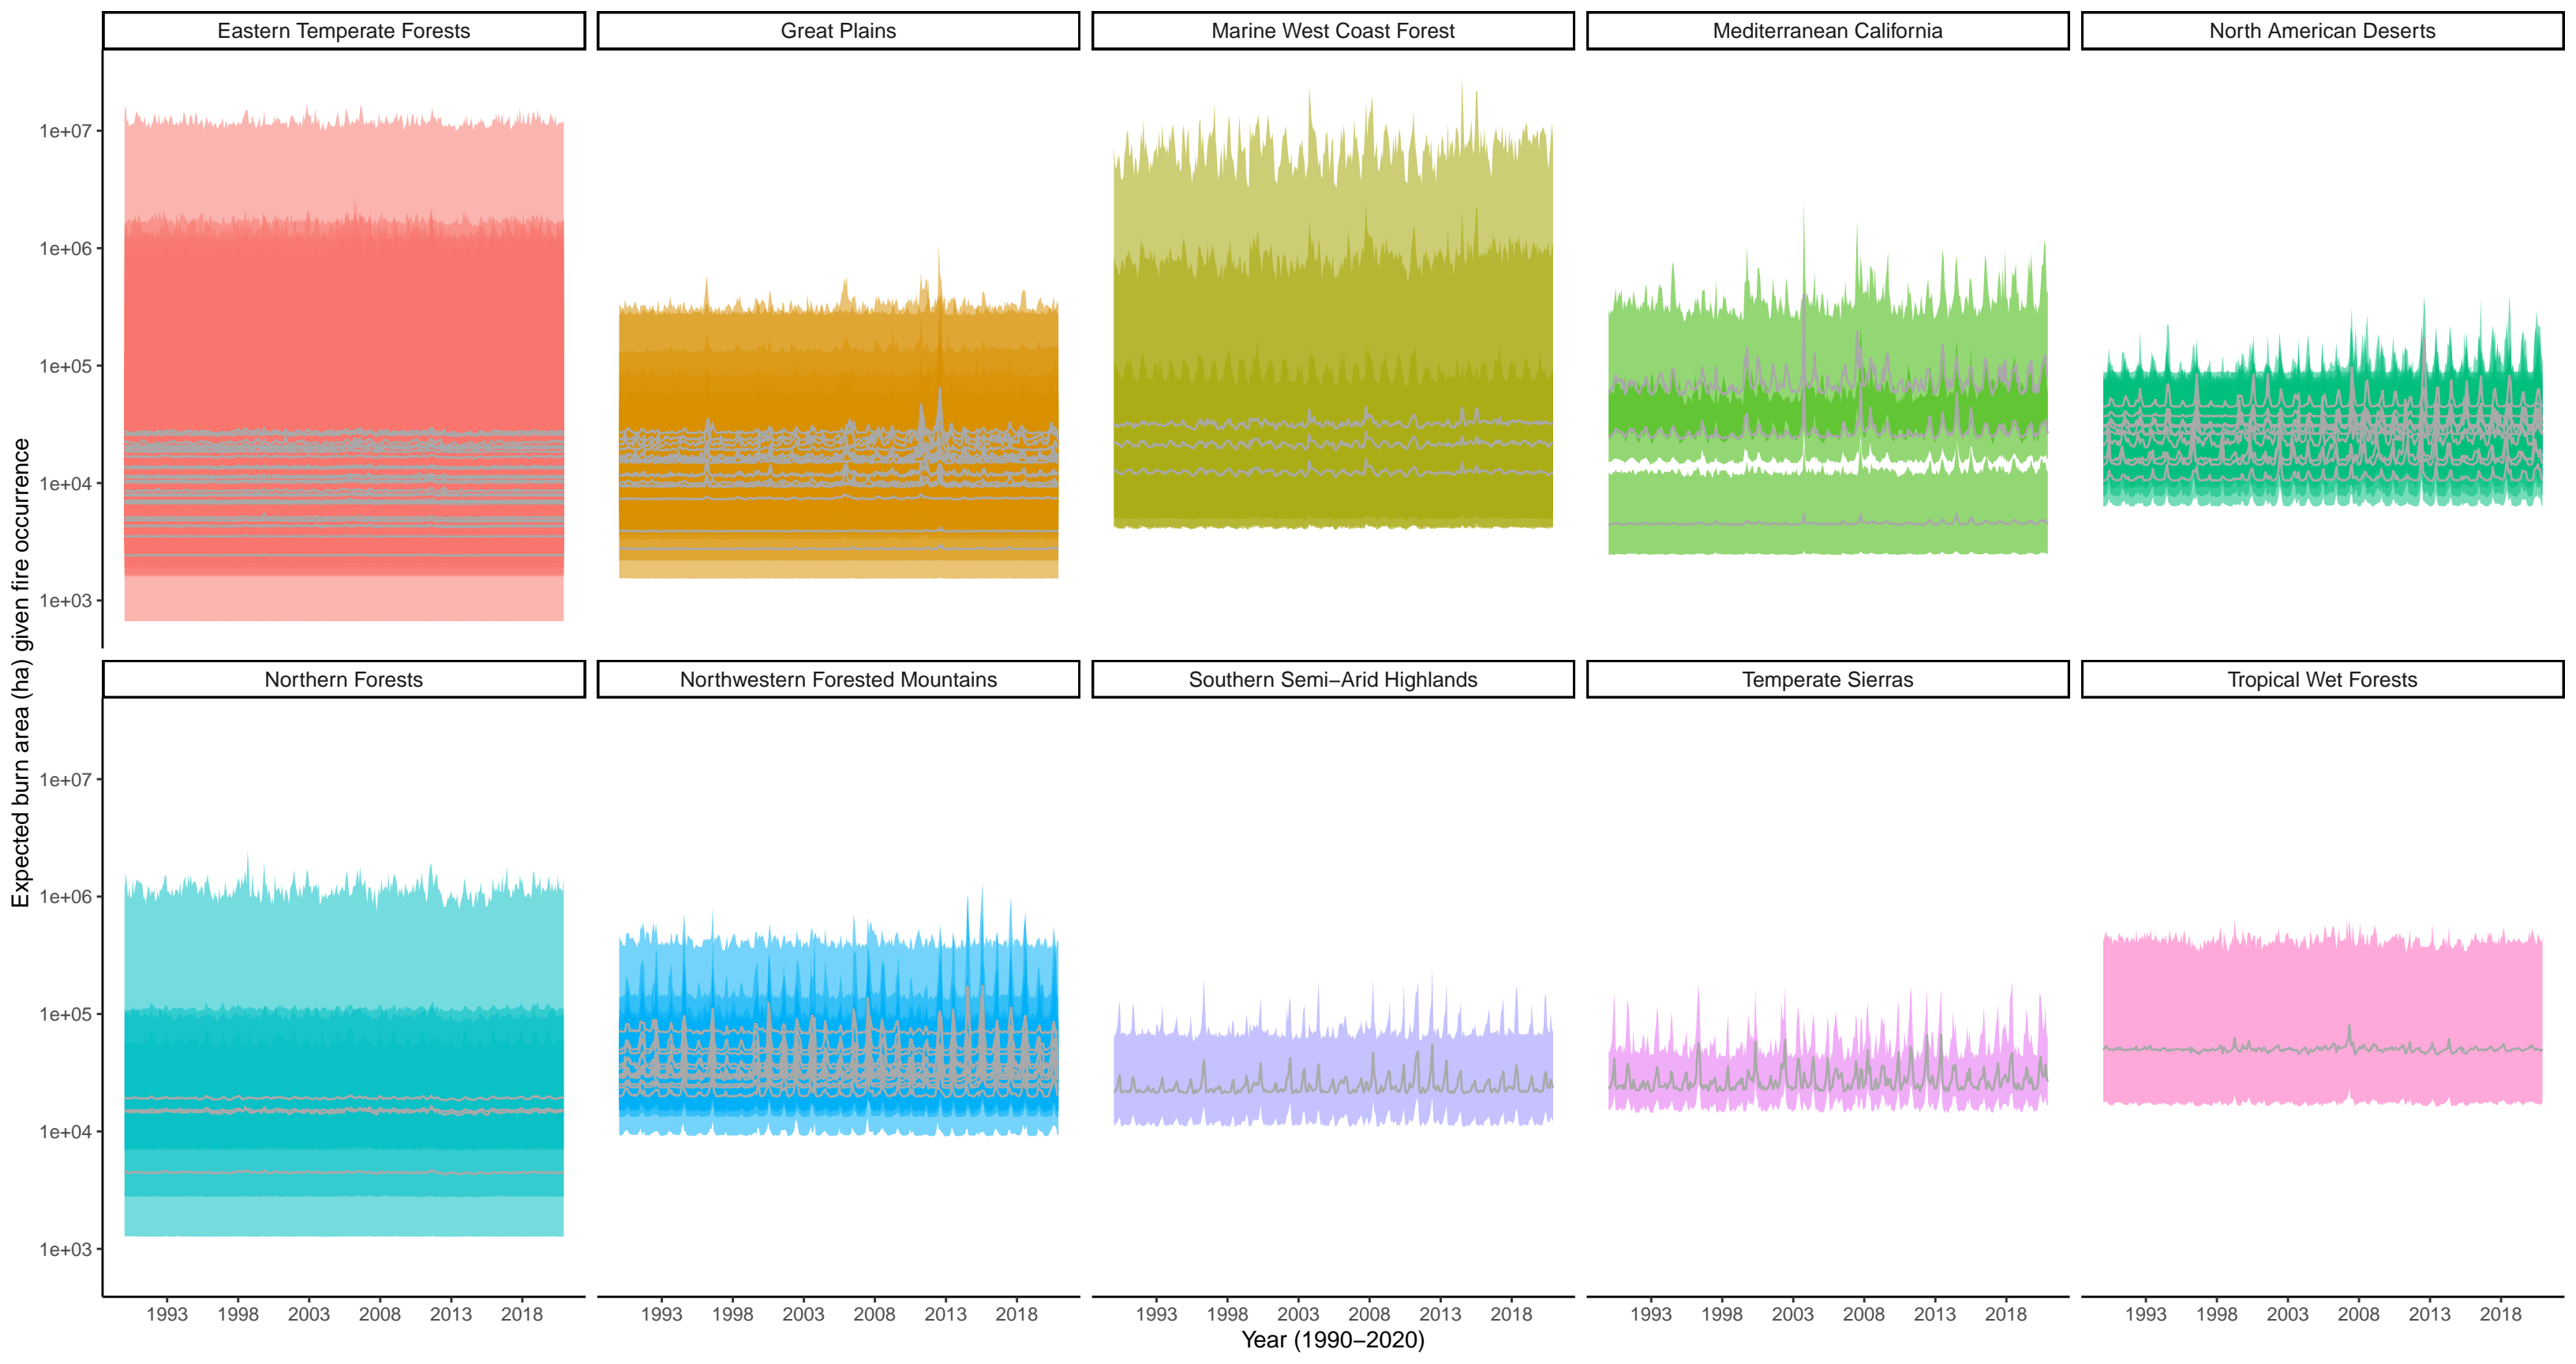 Eastern Temperate Forests
Great Plains
Marine West Coast Forest
Mediterranean California
North American Deserts
1e+07
1e+06
1e+05
1e+04
1e+03
Expected burn area (ha) given fire occurrence
Northern Forests
Northwestern Forested Mountains
Southern Semi−Arid Highlands
Temperate Sierras
Tropical Wet Forests
1e+07
1e+06
1e+05
1e+04
1e+03
1993 1998 2003 2008 2013 2018
1993 1998 2003 2008 2013 2018
1993 1998 2003 2008 2013 2018
1993 1998 2003 2008 2013 2018
1993 1998 2003 2008 2013 2018
Year (1990−2020)